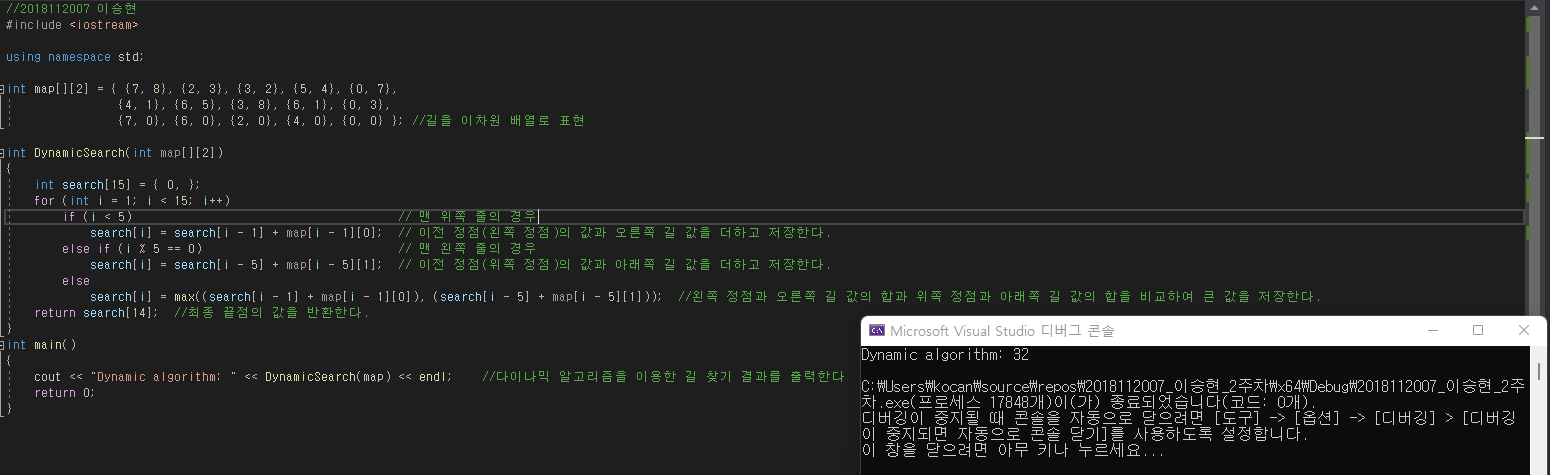 //2018112007 이승현
#include <iostream>
using namespace std;
int map[][2] = { {7, 8}, {2, 3}, {3, 2}, {5, 4}, {0, 7},
{4, 1}, {6, 5}, {3, 8}, {6, 1}, {0, 3},
{7, 0}, {6, 0}, {2, 0}, {4, 0}, {0, 0} }; //길을 이차원 배열로 표현
int DynamicSearch(int map[][2])
{
int search[15] = { 0, };
for (int i = 1; i < 15; i++)
if (i < 5) // 맨 위쪽 줄의 경우
search[i] = search[i - 1] + map[i - 1][0]; // 이전 정점(왼쪽 정점)의 값과 오른쪽 길 값을 더하고 저장한다.
else if (i % 5 == 0) // 맨 왼쪽 줄의 경우
search[i] = search[i - 5] + map[i - 5][1]; // 이전 정점(위쪽 정점)의 값과 아래쪽 길 값을 더하고 저장한다.
else
search[i] = max((search[i - 1] + map[i - 1][0]), (search[i - 5] + map[i - 5][1])); //왼쪽 정점과 오른쪽 길 값의 합과 위쪽 정점과 아래쪽 길 값의 합을 비교하여 큰 값을 저장한다.
return search[14]; //최종 끝점의 값을 반환한다.
}
int main()
{
cout << "Dynamic algorithm: " << DynamicSearch(map) << endl; //다이나믹 알고리즘을 이용한 길 찾기 결과를 출력한다
return 0;
}
Microsoft Visual Studio 디버그 콘솔
Dynamic algorithm: 32
C:₩Users₩kocan₩source₩repos₩2018112007_이승현_2주차₩x64₩Debug₩2018112007_이승현_2주
차.exe(프로세스 17848개)이(가) 종료되었습니다(코드: 0개).
디버깅이 중지될 때 콘솔을 자동으로 닫으려면 [도구] -> [옵션] -> [디버깅] > [디버깅
이 중지되면 자동으로 콘솔 닫기]를 사용하도록 설정합니다.
이 창을 닫으려면 아무 키나 누르세요...